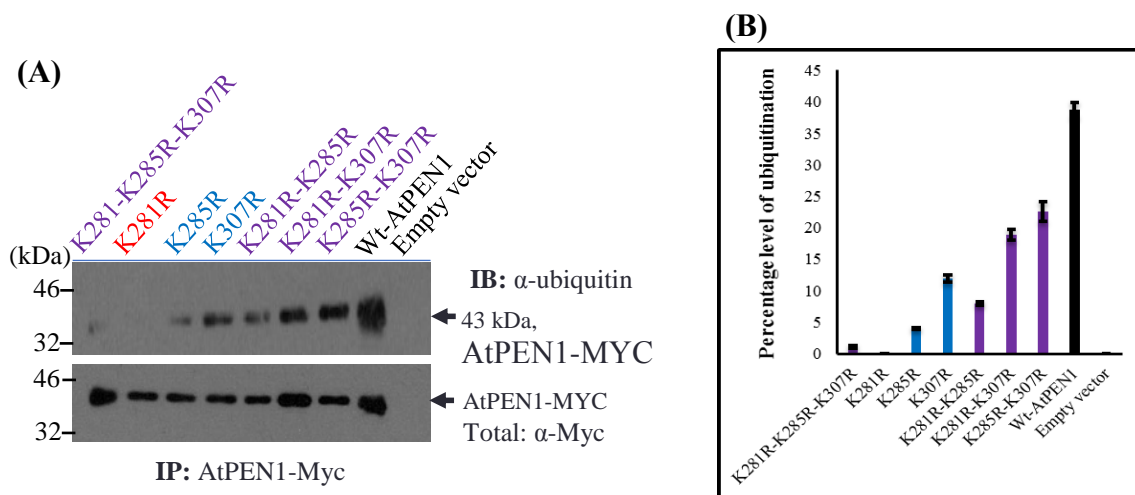 (A)
K281-K285R-K307R
K281R
K285R
K307R
K281R-K285R
K281R-K307R
K285R-K307R
Wt-AtPEN1
Empty vector
(kDa)
46
32
IB: α-ubiquitin
43 kDa,
AtPEN1-MYC
46
32
AtPEN1-MYC
Total: α-Myc
IP: AtPEN1-Myc
(B)
Percentage level of ubiquitination
45
40
35
30
25
20
15
10
5
0
K281R-K285R-K307R
K281R
K285R
K307R
K281R-K285R
K281R-K307R
K285R-K307R
Wt-AtPEN1
Empty vector